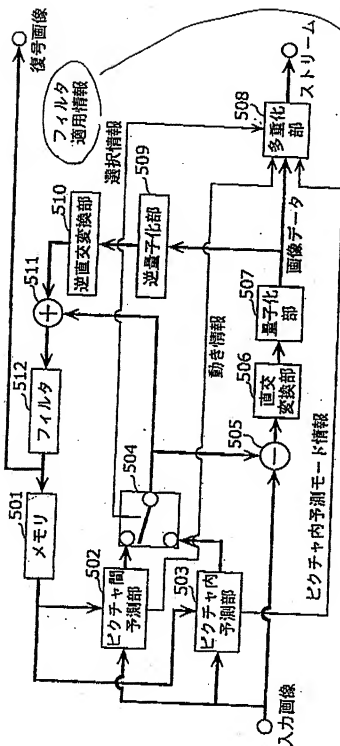 復号画像
フィルタ
適用情報
選択情報
510
逆直交変換部
509
逆量子化部
511
512
フィルタ
501
メモリ
508
多重化
部
ストリーム
画像データ
507
量子化部
506
直交
変換部
505
動き情報
504
502
ピクチャ間
予測部
503
ピクチャ内
予測部
ピクチャ内予測モード情報
入力画像